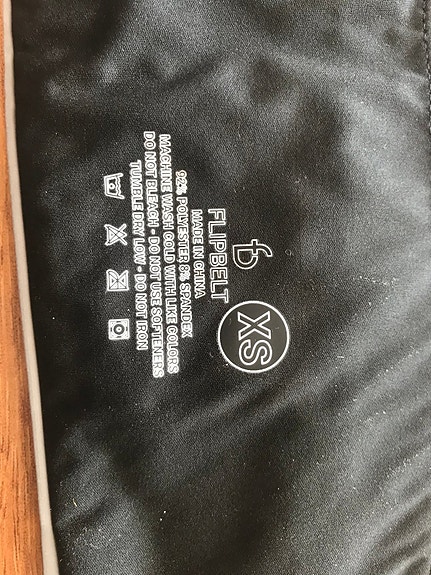 XS
FLIPBELT
MADE IN CHINA
92% POLYESTER, 8% SPANDEX
MACHINE WASH COLD WITH LIKE COLORS
DO NOT BLEACH • DO NOT USE SOFTENERS
TUMBLE DRY LOW • DO NOT IRON